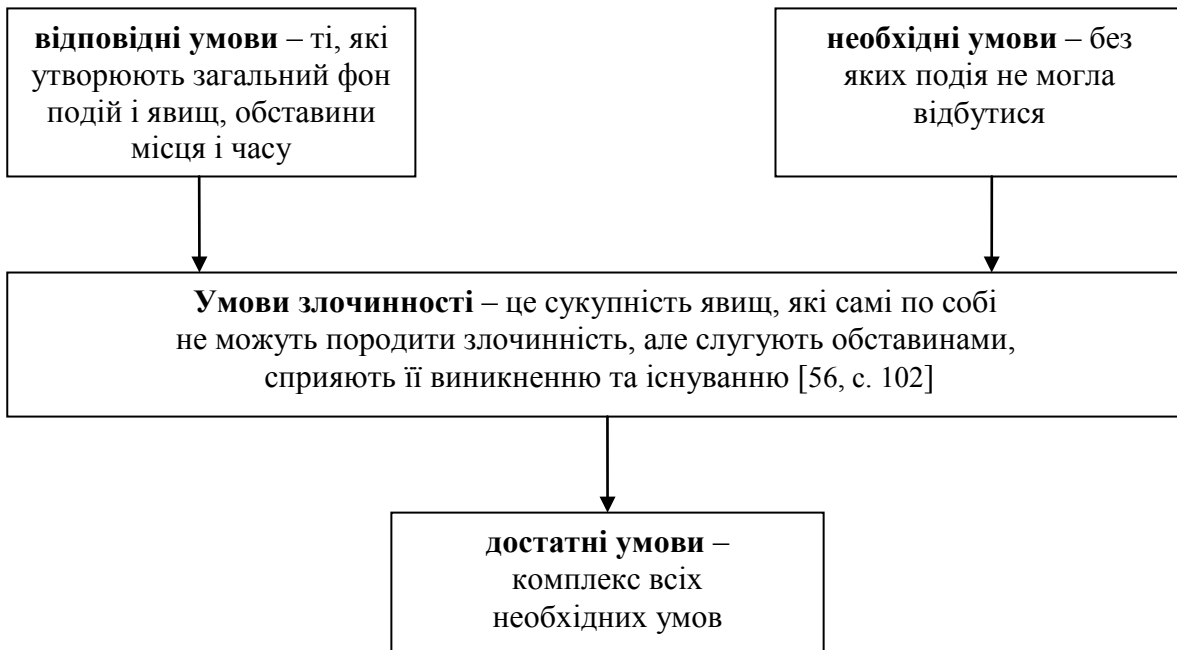 відповідні умови – ті, які
утворюють загальний фон
подій і явищ, обставини
місця і часу
необхідні умови – без
яких подія не могла
відбутися
Умови злочинності – це сукупність явищ, які самі по собі
не можуть породити злочинність, але слугують обставинами,
сприяють її виникненню та існуванню [56, с. 102]
достатні умови –
комплекс всіх
необхідних умов